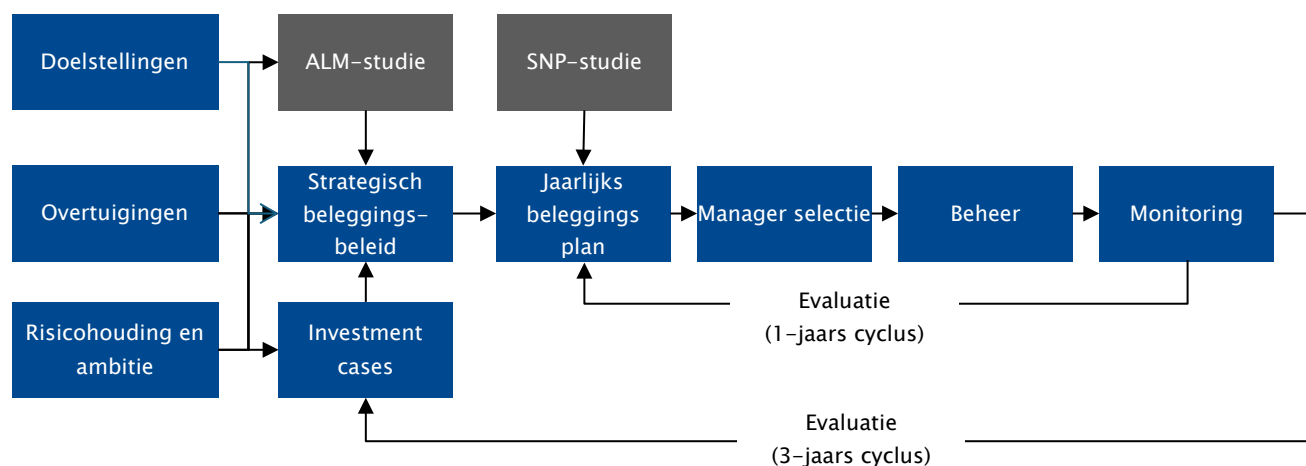 Doelstellingen
ALM-studie
SNP-studie
Overtuigingen
Strategisch
beleggings-
beleid
Jaarlijks
beleggings
plan
Manager selectie
Beheer
Monitoring
Risicohouding en
ambitie
Investment
cases
Evaluatie
(1-jaars cyclus)
Evaluatie
(3-jaars cyclus)